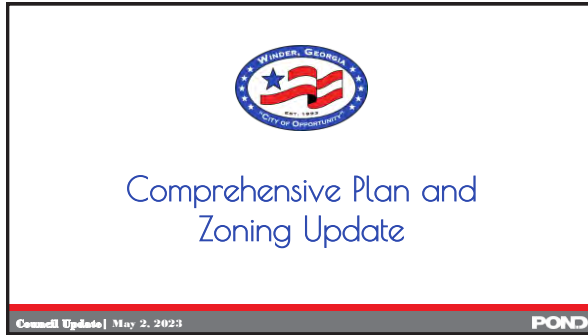 WINDER, GEORGIA
EST. 1893
"CITY OF OPPORTUNITY"
Comprehensive Plan and
Zoning Update
Council Update| May 2, 2023
POND